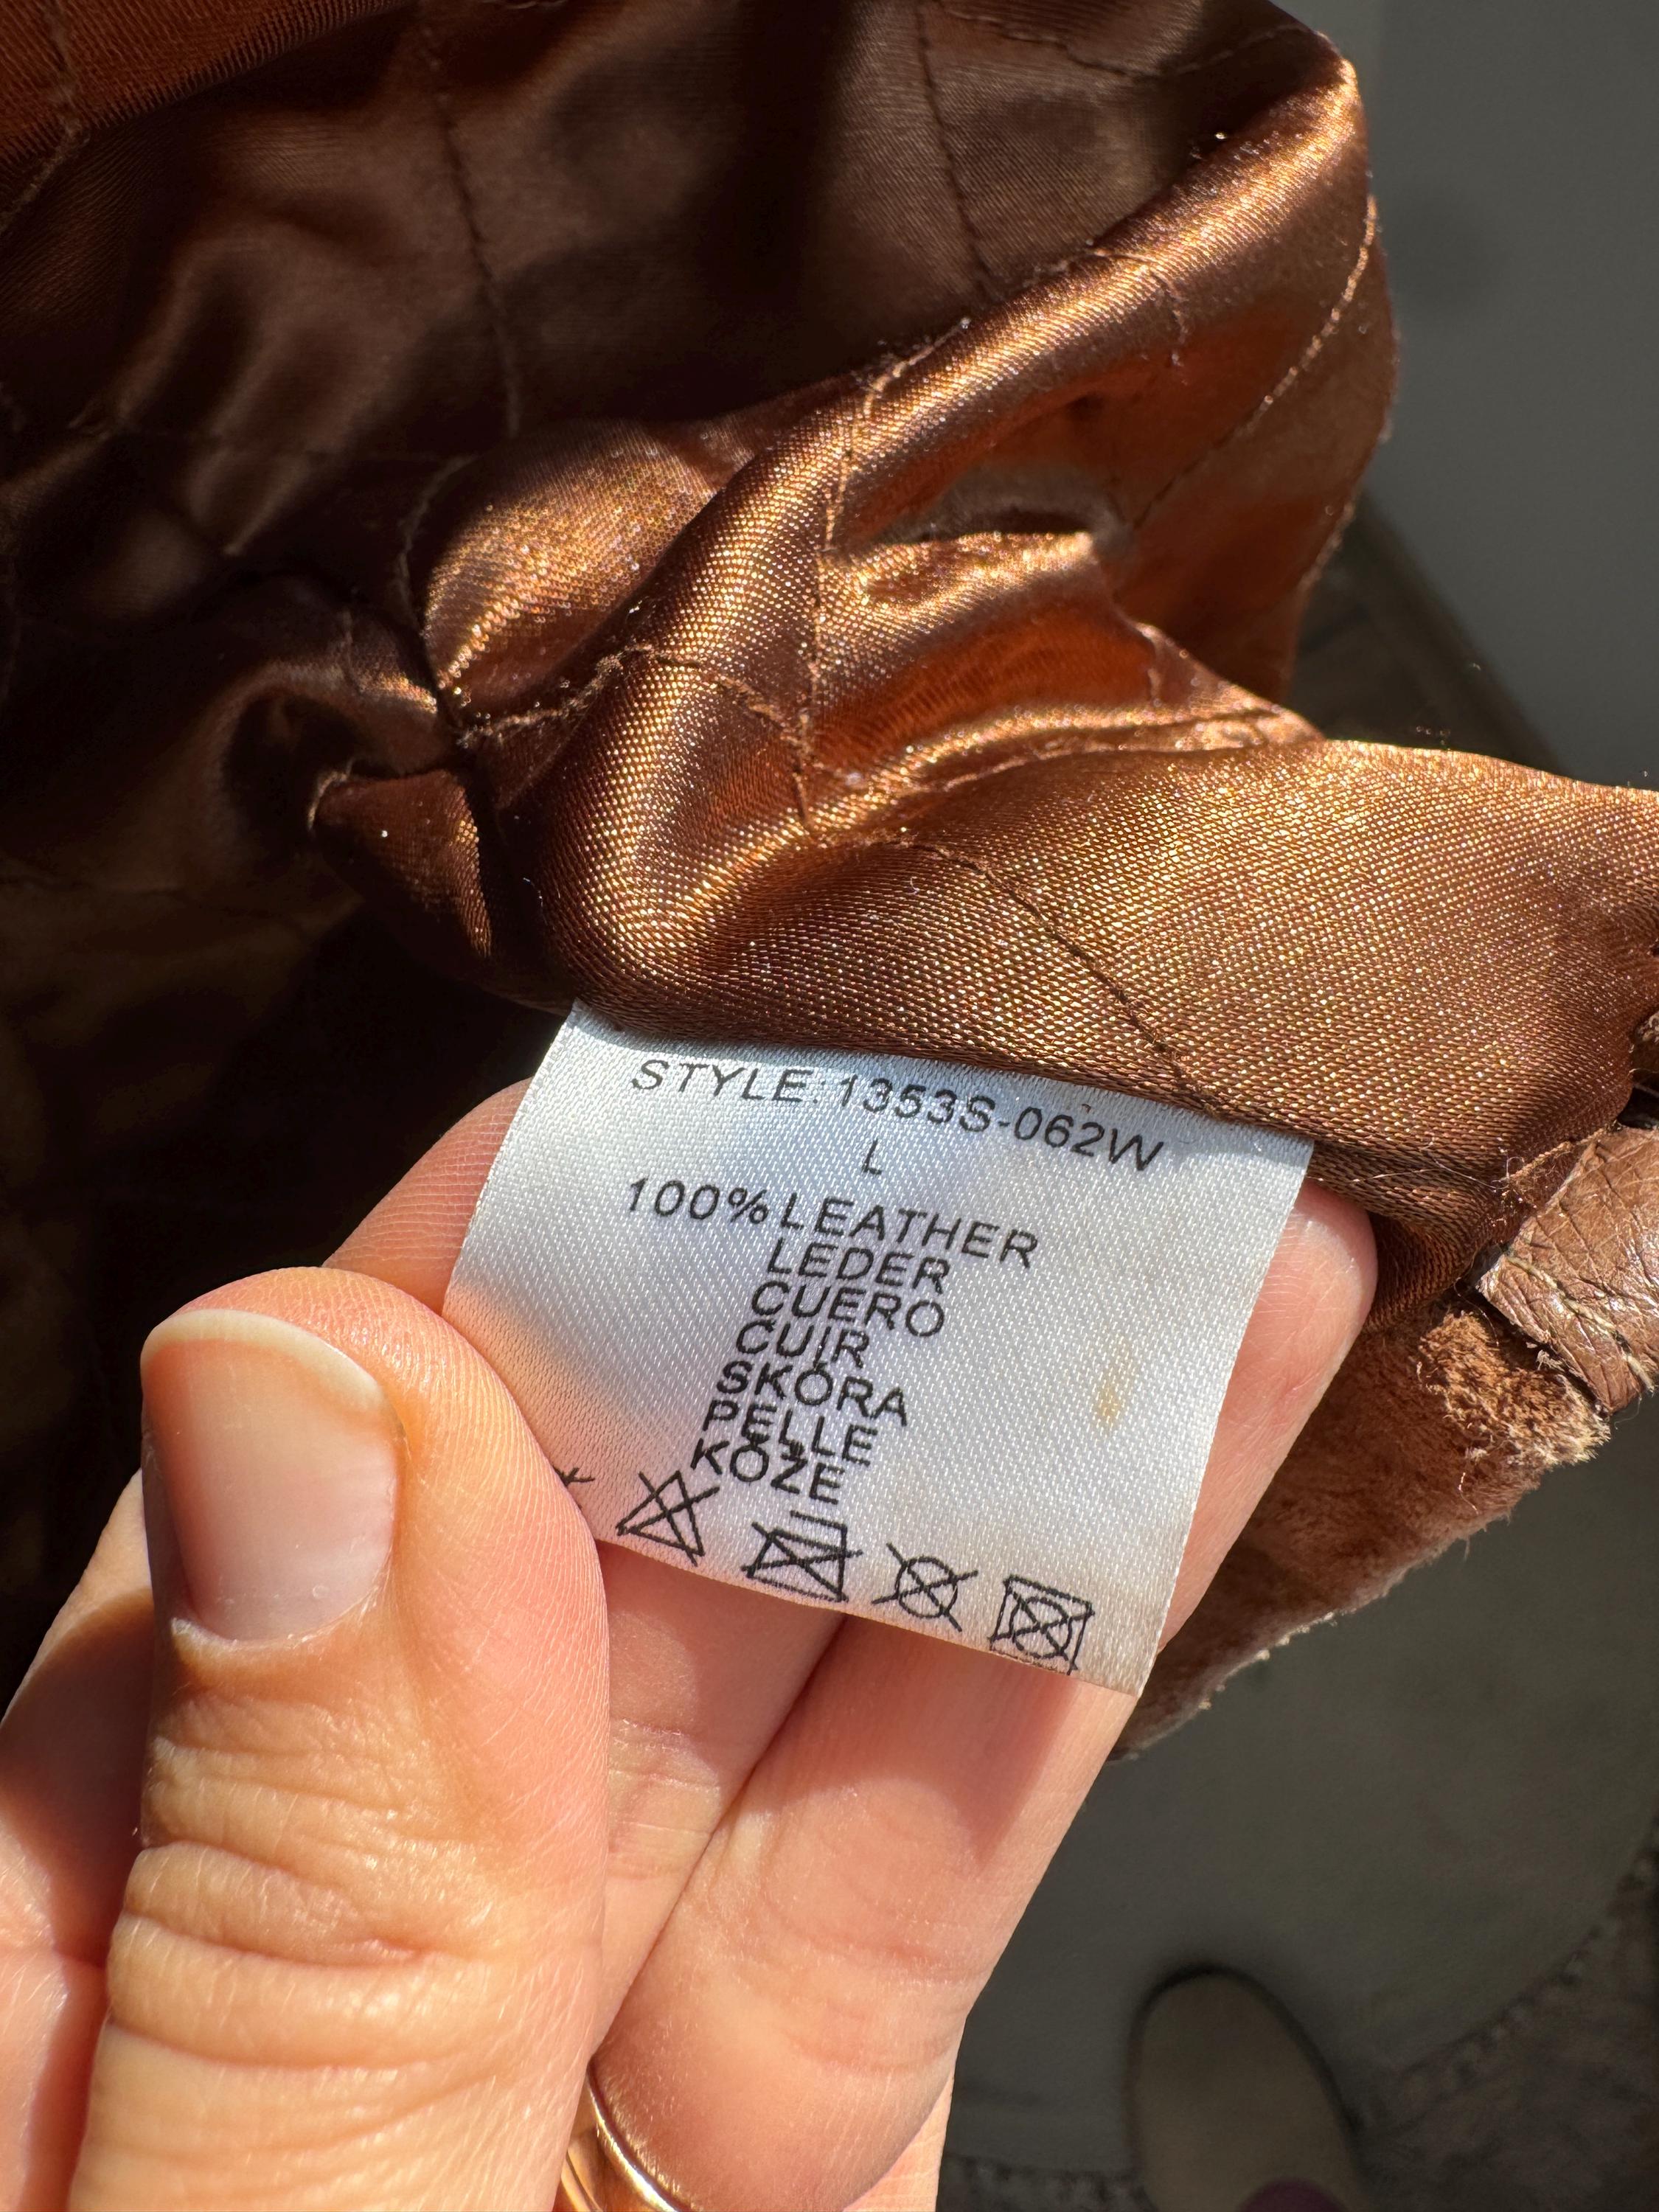 STYLE:1353S-062W
L
100%LEATHER
LEDER
CUERO
CUIR
SKÓRA
PELLE
KOŽE